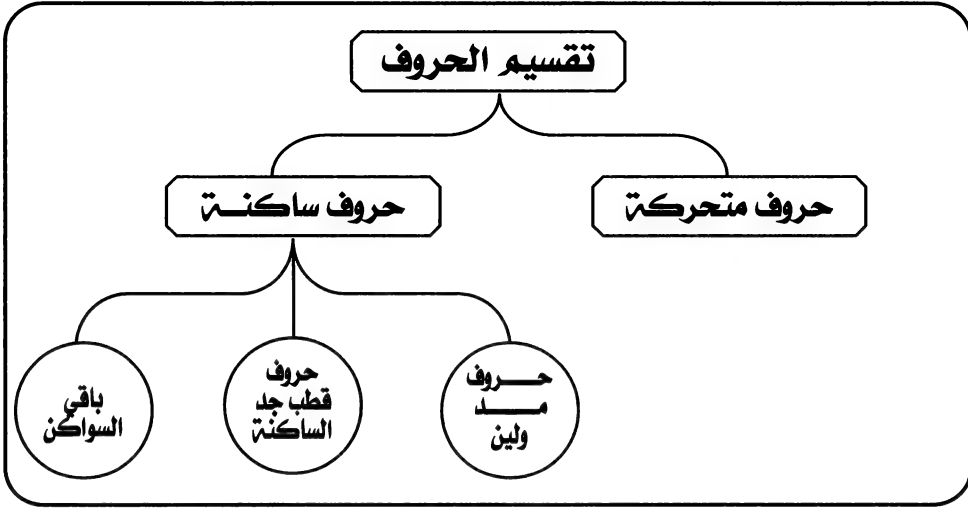 تقسيم الحروف
حروف متحركة
حروف ساكنة
حروف
مد
ولين
حروف
قطب جد
الساكنة
باقي
السواكن